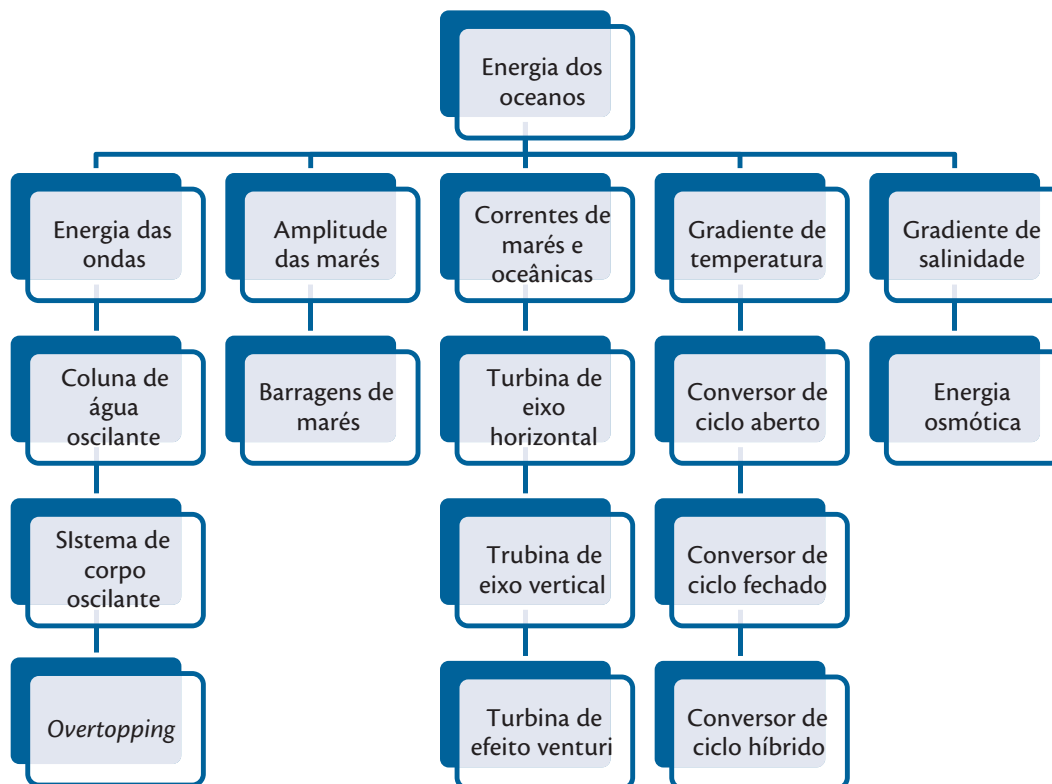 Energia dos
oceanos
Energia das
ondas
Amplitude
das marés
Correntes de
marés e
oceânicas
Gradiente de
temperatura
Gradiente de
salinidade
Coluna de
água
oscilante
Barragens de
marés
Turbina de
eixo
horizontal
Conversor de
ciclo aberto
Energia
osmótica
SIstema de
corpo
oscilante
Trubina de
eixo vertical
Conversor de
ciclo fechado
Overtopping
Turbina de
efeito venturi
Conversor de
ciclo híbrido